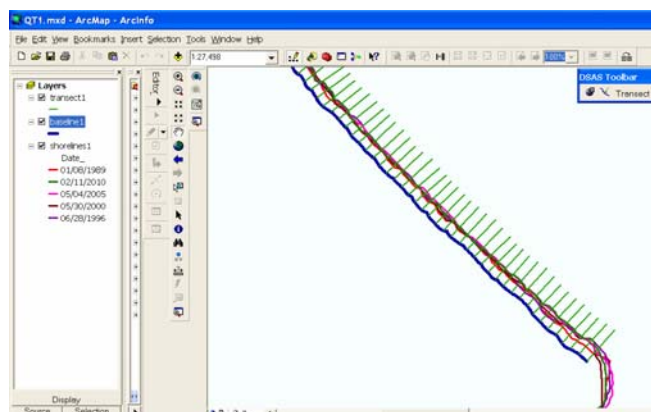 QT1.mxd - ArcMap - ArcInfo
File Edit View Bookmarks Insert Selection Tools Window Help
1:27,498
100%
Layers
transect1
baseline1
shorelines1
Date_
01/08/1989
02/11/2010
05/04/2005
05/30/2000
06/28/1996
Editor
DSAS Toolbar
Transect
Display
Source Selection